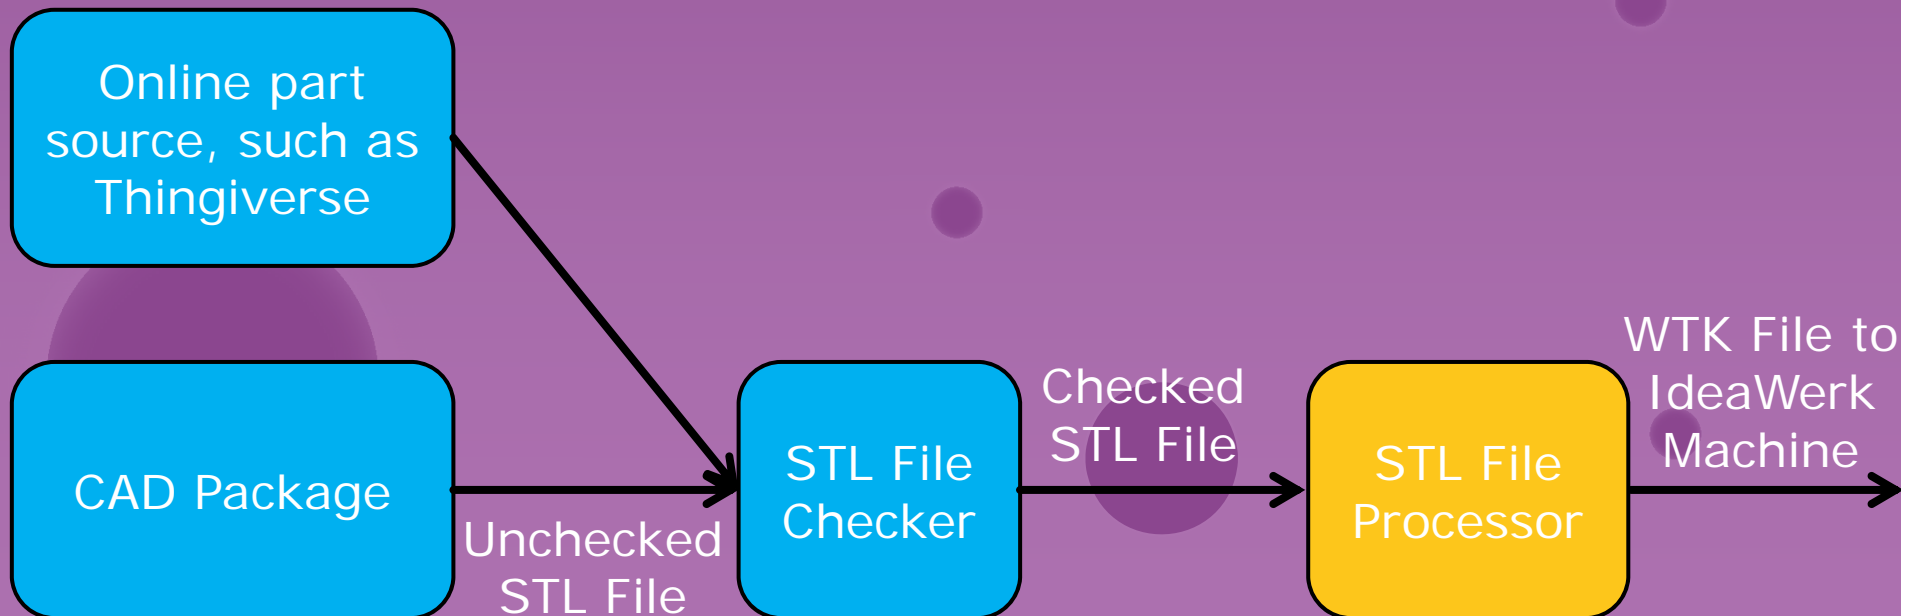 Online part
source, such as
Thingiverse
CAD Package
Unchecked
STL File
STL File
Checker
Checked
STL File
STL File
Processor
WTK File to
IdeaWerk
Machine